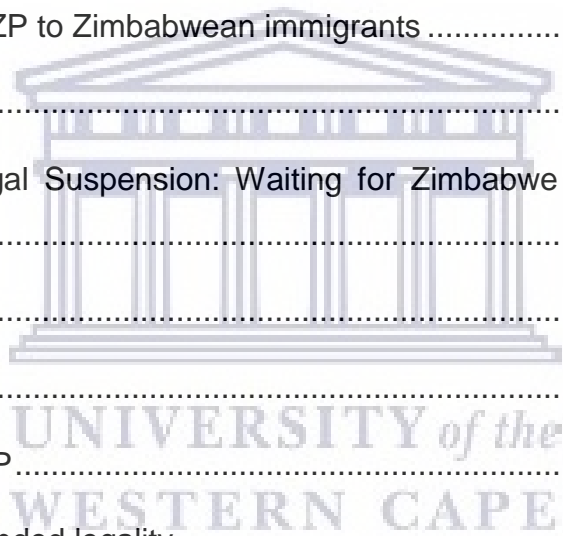 ZP to Zimbabwean immigrants ................
................................................................
gal Suspension: Waiting for Zimbabwe
................................................................
................................................................
................................................................
UNIVERSITY of the
P................................................................
WESTERN CAPE
nded legality